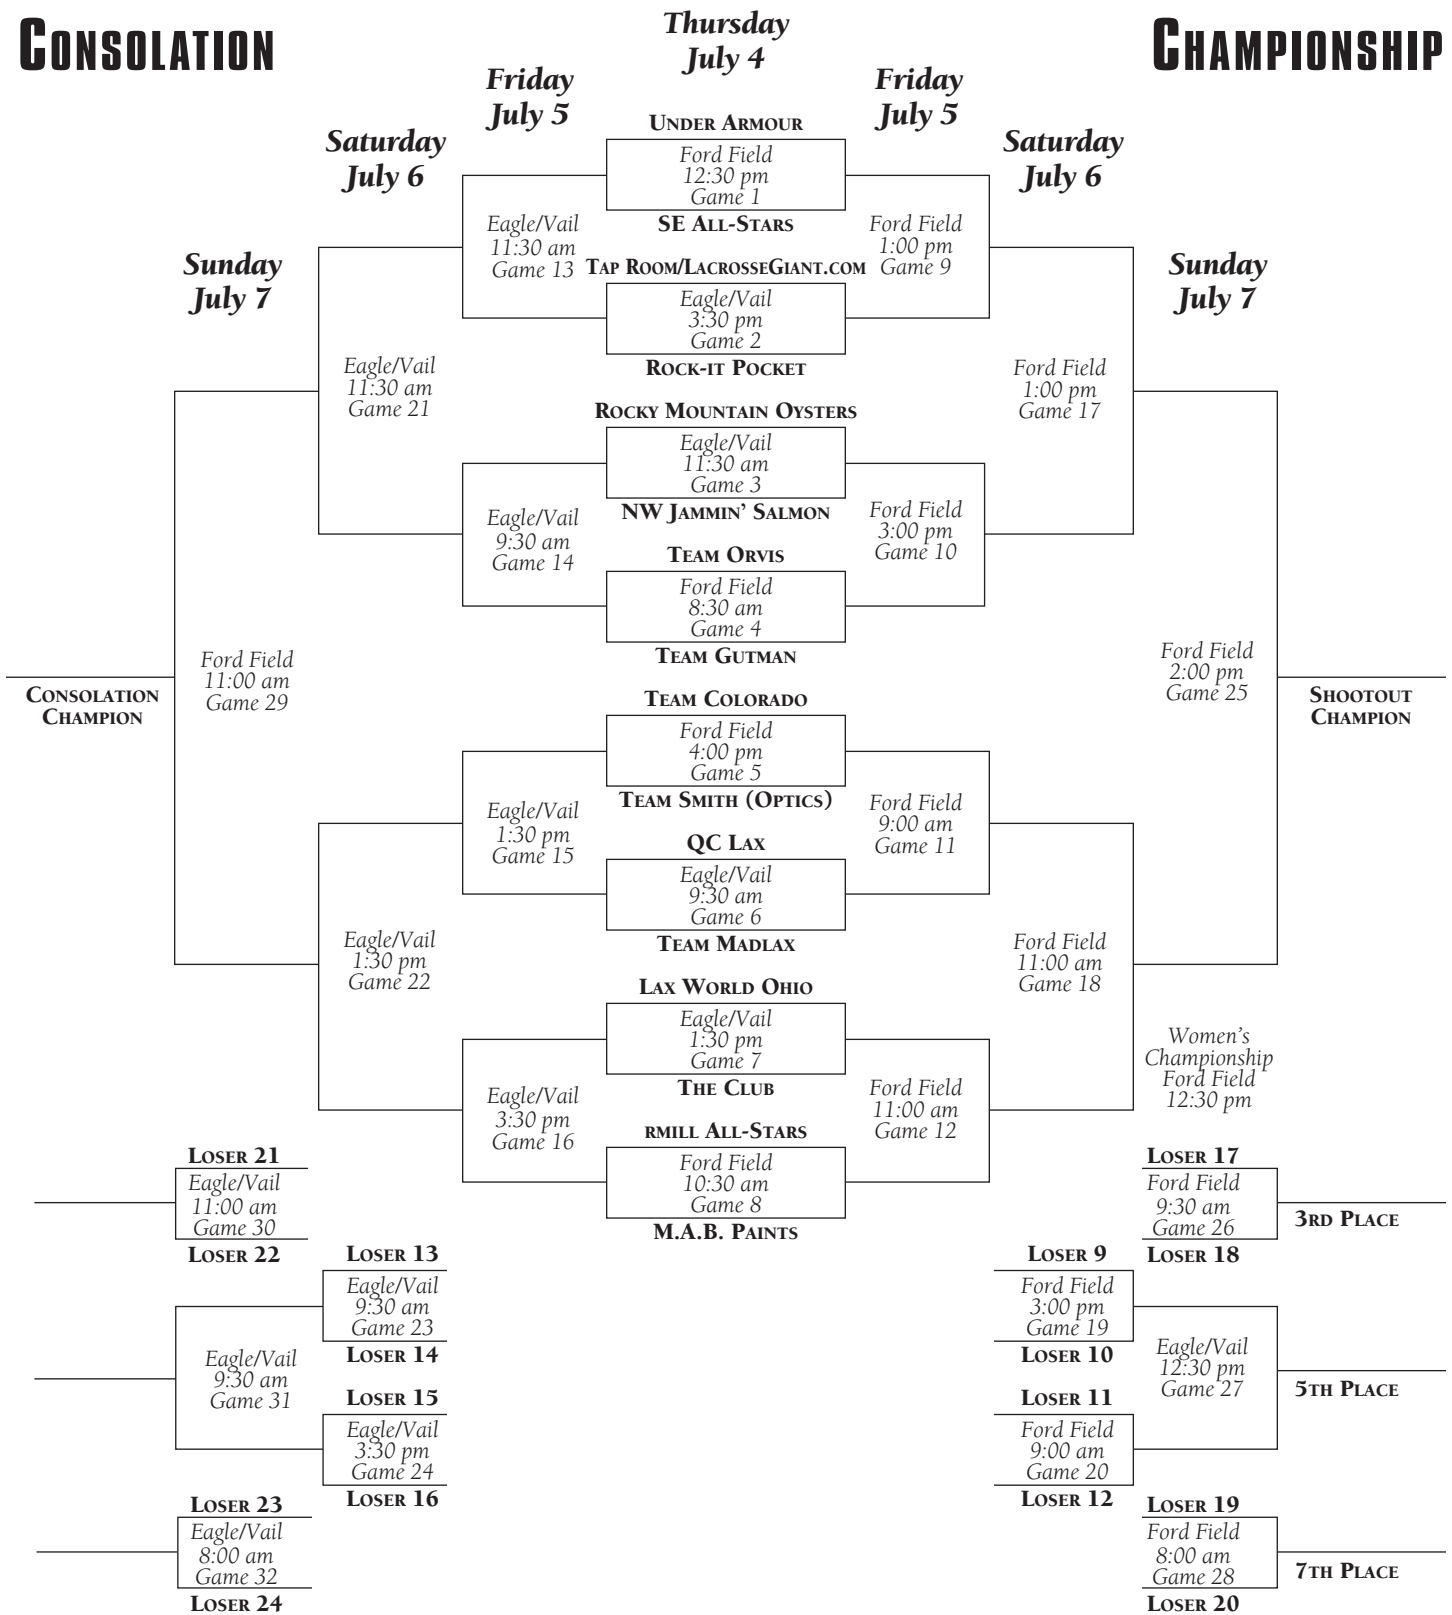 CONSOLATION
CHAMPIONSHIP
Thursday
July 4
Friday
July 5
Friday
July 5
Saturday
July 6
Saturday
July 6
Sunday
July 7
Sunday
July 7
UNDER ARMOUR
Ford Field
12:30 pm
Game 1
SE ALL-STARS
TAP ROOM/LACROSSEGIANT.COM
Eagle/Vail
3:30 pm
Game 2
ROCK-IT POCKET
ROCKY MOUNTAIN OYSTERS
Eagle/Vail
11:30 am
Game 3
NW JAMMIN' SALMON
TEAM ORVIS
Ford Field
8:30 am
Game 4
TEAM GUTMAN
TEAM COLORADO
Ford Field
4:00 pm
Game 5
TEAM SMITH (OPTICS)
QC LAX
Eagle/Vail
9:30 am
Game 6
TEAM MADLAX
LAX WORLD OHIO
Eagle/Vail
1:30 pm
Game 7
THE CLUB
RMILL ALL-STARS
Ford Field
10:30 am
Game 8
M.A.B. PAINTS
Eagle/Vail
11:30 am
Game 13
Eagle/Vail
9:30 am
Game 14
Eagle/Vail
1:30 pm
Game 15
Eagle/Vail
3:30 pm
Game 16
Eagle/Vail
11:30 am
Game 21
Eagle/Vail
1:30 pm
Game 22
Ford Field
11:00 am
Game 29
CONSOLATION
CHAMPION
LOSER 21
Eagle/Vail
11:00 am
Game 30
LOSER 22
LOSER 13
Eagle/Vail
9:30 am
Game 23
LOSER 14
Eagle/Vail
9:30 am
Game 31
LOSER 15
Eagle/Vail
3:30 pm
Game 24
LOSER 16
LOSER 23
Eagle/Vail
8:00 am
Game 32
LOSER 24
Ford Field
1:00 pm
Game 9
Ford Field
3:00 pm
Game 10
Ford Field
9:00 am
Game 11
Ford Field
11:00 am
Game 12
Ford Field
1:00 pm
Game 17
Ford Field
11:00 am
Game 18
Ford Field
2:00 pm
Game 25
SHOOTOUT
CHAMPION
Women's
Championship
Ford Field
12:30 pm
LOSER 17
Ford Field
9:30 am
Game 26
LOSER 18
3RD PLACE
LOSER 9
Ford Field
3:00 pm
Game 19
LOSER 10
Eagle/Vail
12:30 pm
Game 27
5TH PLACE
LOSER 11
Ford Field
9:00 am
Game 20
LOSER 12
LOSER 19
Ford Field
8:00 am
Game 28
LOSER 20
7TH PLACE